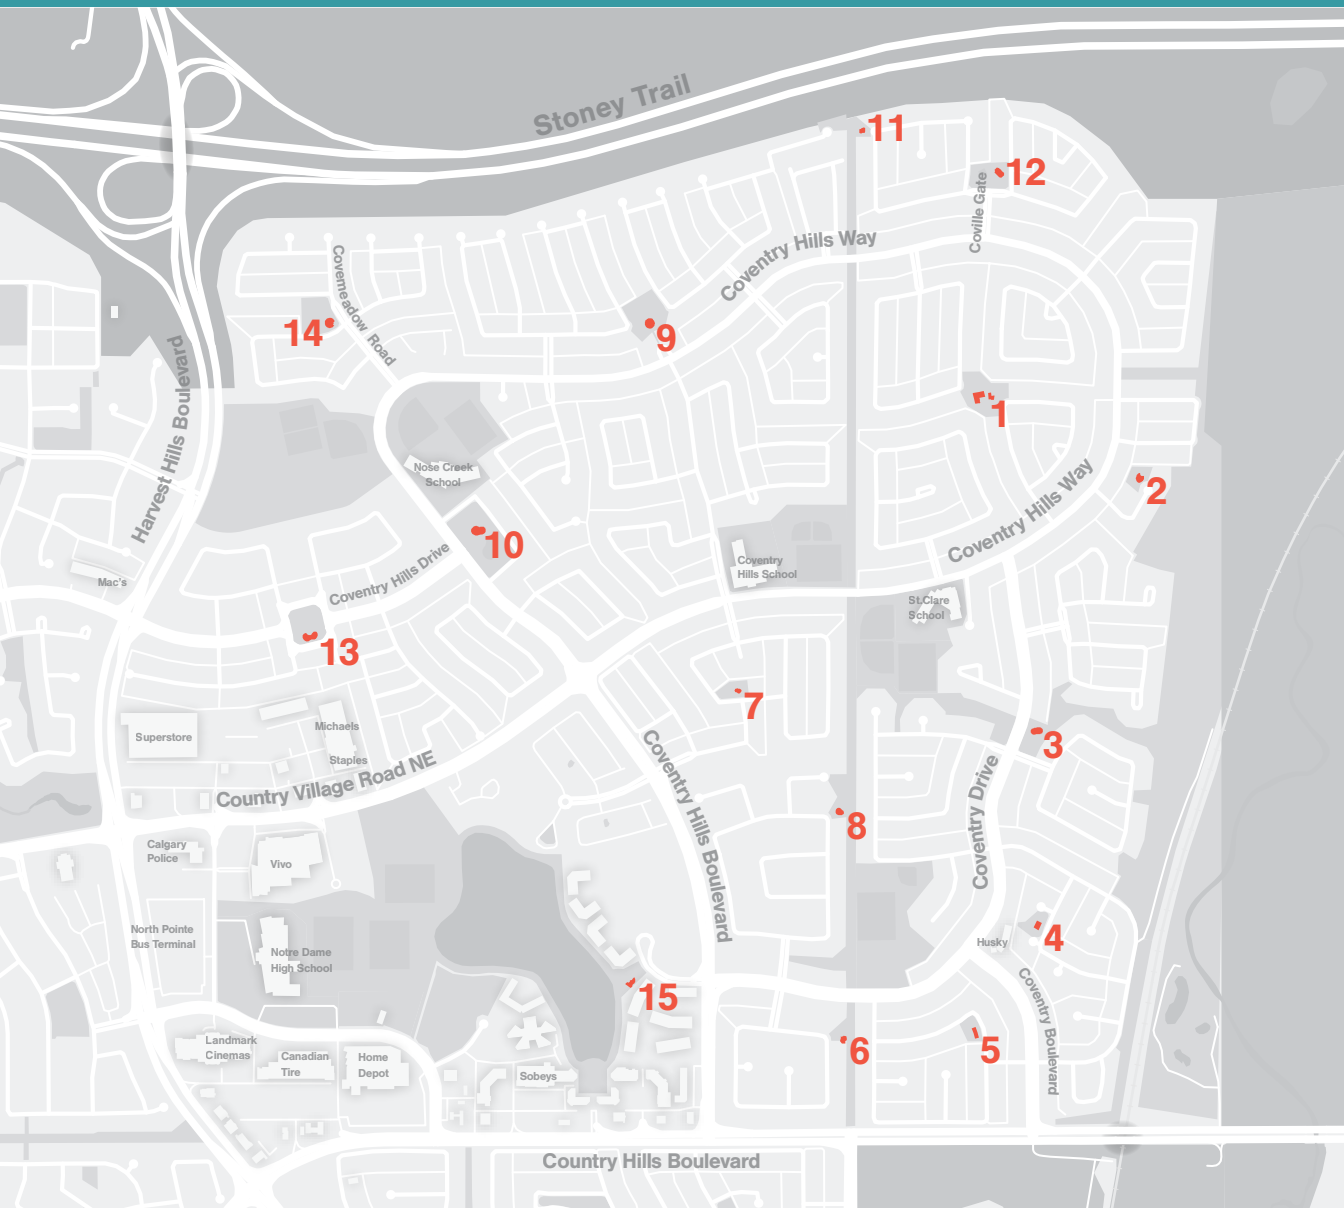 Stoney Trail
11
12
Coville Gate
Coventry Hills Way
Covemeadow Road
14
9
Harvest Hills Boulevard
1
Nose Creek
School
2
Coventry Hills Way
10
Coventry Hills Drive
Coventry
Hills School
Mac's
St.Clare
School
13
7
Michaels
Superstore
Staples
3
Country Village Road NE
Coventry Hills Boulevard
Coventry Drive
8
Calgary
Police
Vivo
North Pointe
Bus Terminal
Notre Dame
High School
Husky
4
15
Coventry Boulevard
Landmark
Cinemas
Canadian
Tire
Home
Depot
Sobeys
6
5
Country Hills Boulevard